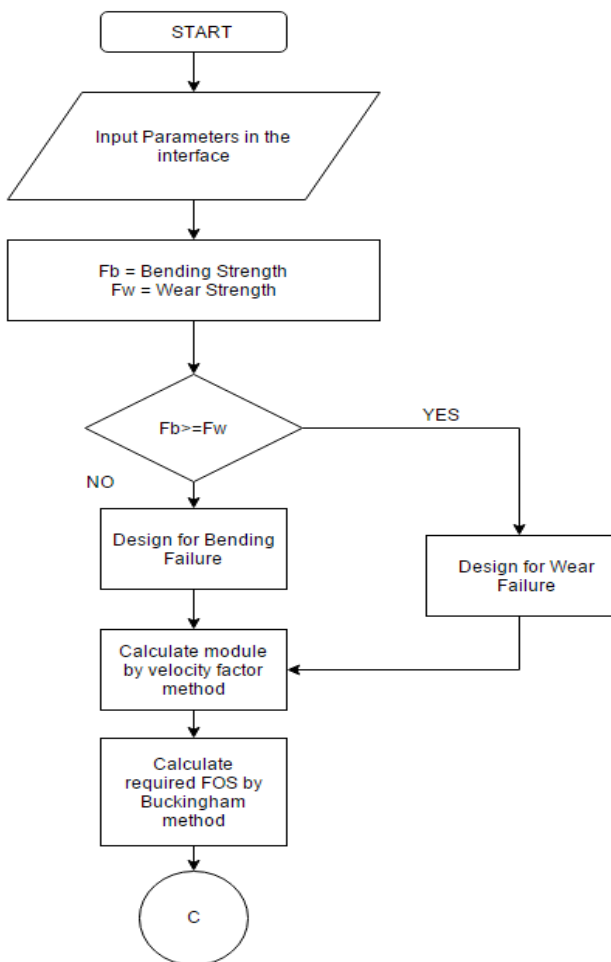 START
Input Parameters in the
interface
Fb = Bending Strength
Fw = Wear Strength
Fb>=Fw
YES
NO
Design for Bending
Failure
Design for Wear
Failure
Calculate module
by velocity factor
method
Calculate
required FOS by
Buckingham
method
C